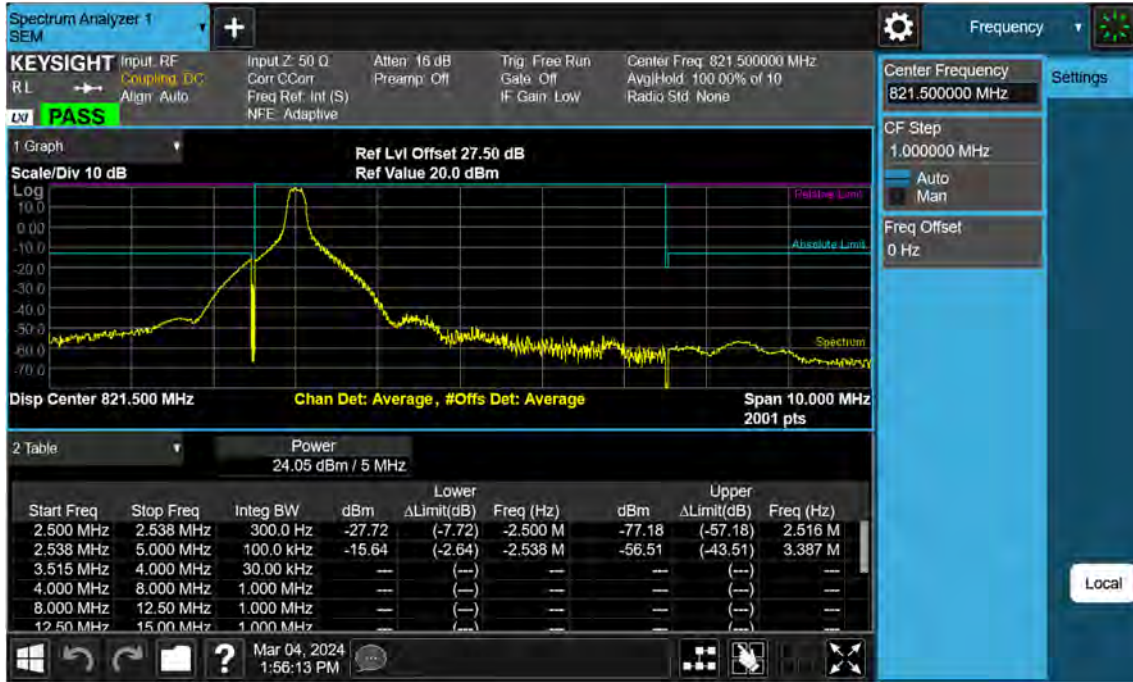 Spectrum Analyzer 1
SEM
+
Frequency
KEYSIGHT
RL
LXI PASS
Input: RF
Coupling: DC
Align: Auto
Input Z: 50 Ω
Corr CCorr
Freq Ref: Int (S)
NFE: Adaptive
Atten: 16 dB
Preamp: Off
Trig: Free Run
Gate: Off
IF Gain: Low
Center Freq: 821.500000 MHz
Avg|Hold: 100.00% of 10
Radio Std: None
Center Frequency
821.500000 MHz
Settings
CF Step
1.000000 MHz
Auto
Man
Freq Offset
0 Hz
1 Graph
Scale/Div 10 dB
Ref Lvl Offset 27.50 dB
Ref Value 20.0 dBm
Log
10.0
0.00
-10.0
-20.0
-30.0
-40.0
-50.0
-60.0
-70.0
Relative Limit
Absolute Limit
Spectrum
Disp Center 821.500 MHz
Chan Det: Average, #Offs Det: Average
Span 10.000 MHz
2001 pts
2 Table
Power
24.05 dBm / 5 MHz
Lower Upper
Start Freq Stop Freq Integ BW dBm ΔLimit(dB) Freq (Hz) dBm ΔLimit(dB) Freq (Hz)
2.500 MHz 2.538 MHz 300.0 Hz -27.72 (-7.72) -2.500 M -77.18 (-57.18) 2.516 M
2.538 MHz 5.000 MHz 100.0 kHz -15.64 (-2.64) -2.538 M -56.51 (-43.51) 3.387 M
3.515 MHz 4.000 MHz 30.00 kHz --- (---) --- --- (---) ---
4.000 MHz 8.000 MHz 1.000 MHz --- (---) --- --- (---) ---
8.000 MHz 12.50 MHz 1.000 MHz --- (---) --- --- (---) ---
12.50 MHz 15.00 MHz 1.000 MHz --- (---) --- --- (---) ---
Local
?
Mar 04, 2024
1:56:13 PM